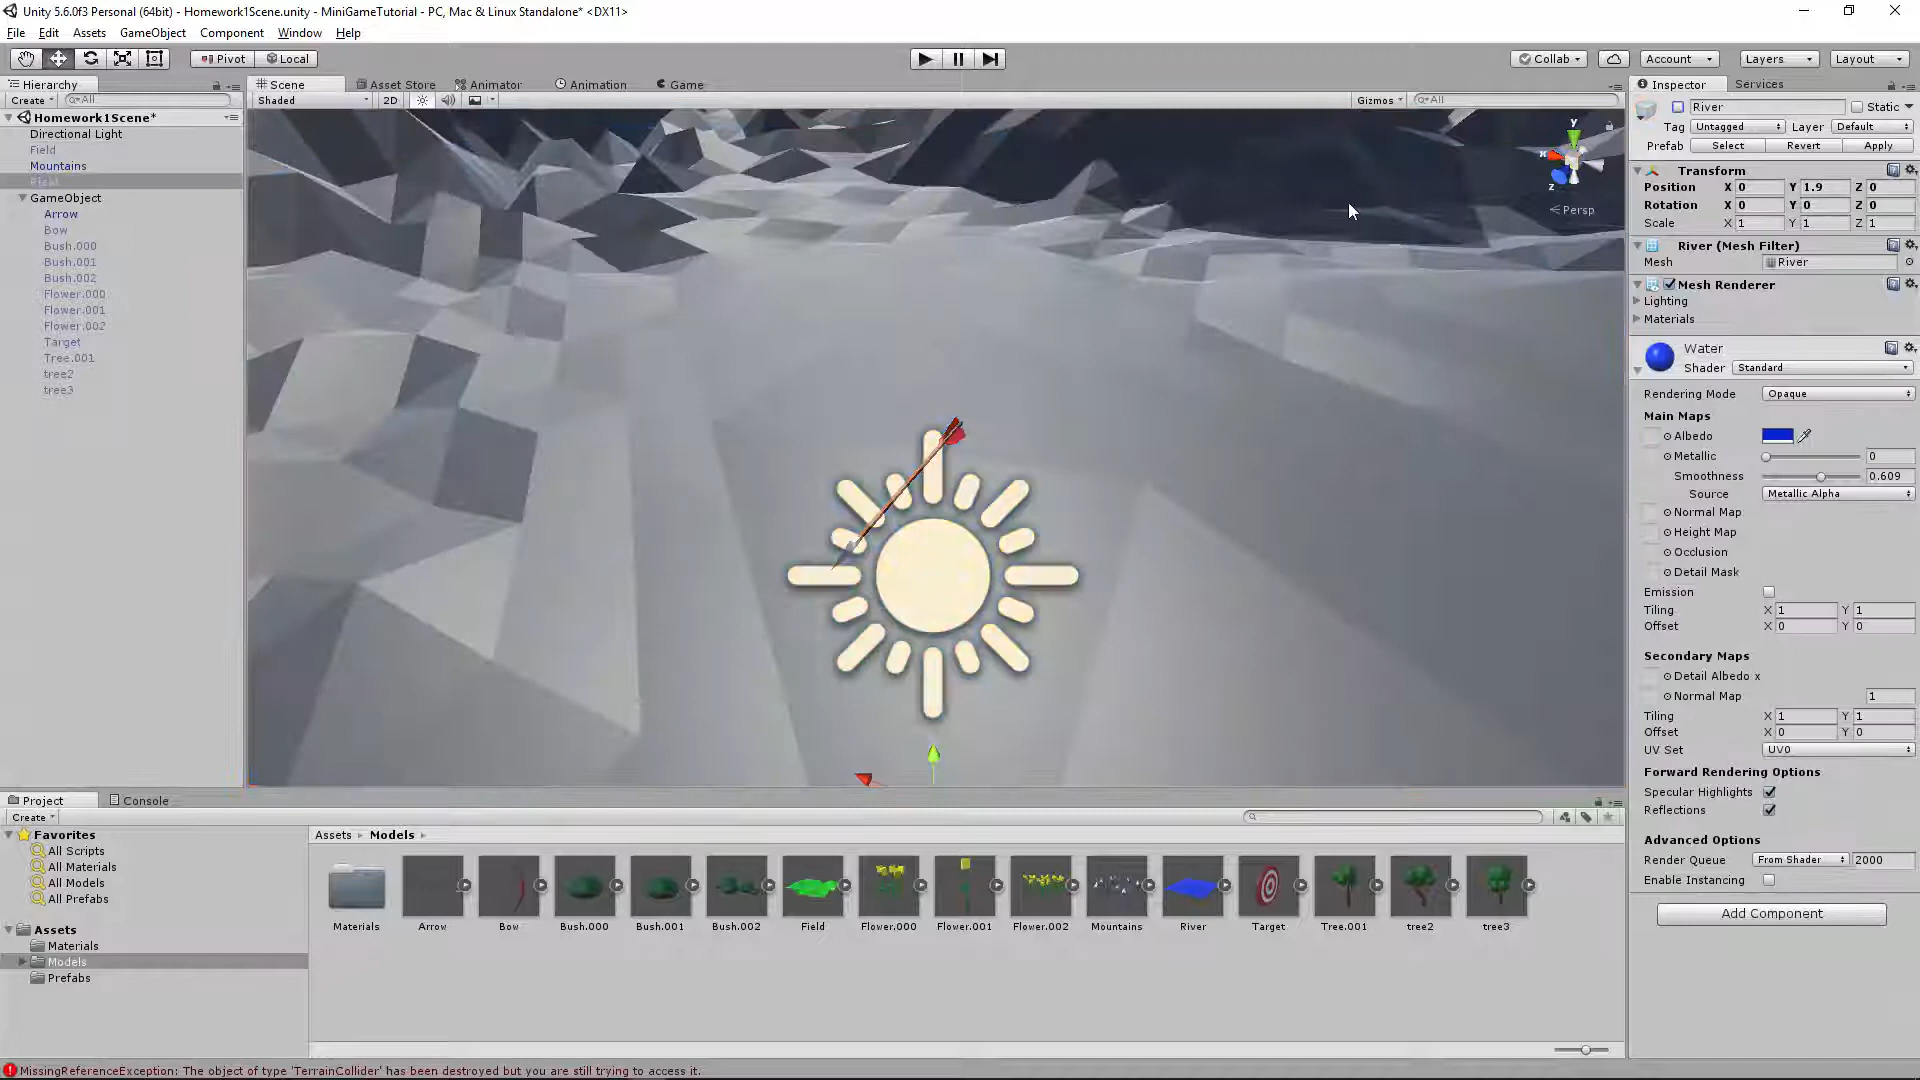 Unity 5.6.0f3 Personal (64bit) - Homework1Scene.unity - MiniGameTutorial - PC, Mac & Linux Standalone* <DX11>
File Edit Assets GameObject Component Window Help
Pivot Local Collab Account Layers Layout
Hierarchy Scene Asset Store Animator Animation Game Inspector Services
Create All Shaded 2D Gizmos All
Homework1Scene*
Directional Light
Field
Mountains
GameObject
Arrow
Bow
Bush.000
Bush.001
Bush.002
Flower.000
Flower.001
Flower.002
Target
Tree.001
tree2
tree3
y
x
z
Persp
River Static
Tag Untagged Layer Default
Prefab Select Revert Apply
Transform
Position X 0 Y 1.9 Z 0
Rotation X 0 Y 0 Z 0
Scale X 1 Y 1 Z 1
River (Mesh Filter)
Mesh River
Mesh Renderer
Lighting
Materials
Water
Shader Standard
Rendering Mode Opaque
Main Maps
Albedo
Metallic 0
Smoothness 0.609
Source Metallic Alpha
Normal Map
Height Map
Occlusion
Detail Mask
Emission
Tiling X 1 Y 1
Offset X 0 Y 0
Secondary Maps
Detail Albedo x
Normal Map 1
Tiling X 1 Y 1
Offset X 0 Y 0
UV Set UV0
Forward Rendering Options
Specular Highlights
Reflections
Advanced Options
Render Queue From Shader 2000
Enable Instancing
Add Component
Project Console
Create
Favorites
All Scripts
All Materials
All Models
All Prefabs
Assets
Materials
Models
Prefabs
Assets Models
Materials Arrow Bow Bush.000 Bush.001 Bush.002 Field Flower.000 Flower.001 Flower.002 Mountains River Target Tree.001 tree2 tree3
MissingReferenceException: The object of type 'TerrainCollider' has been destroyed but you are still trying to access it.